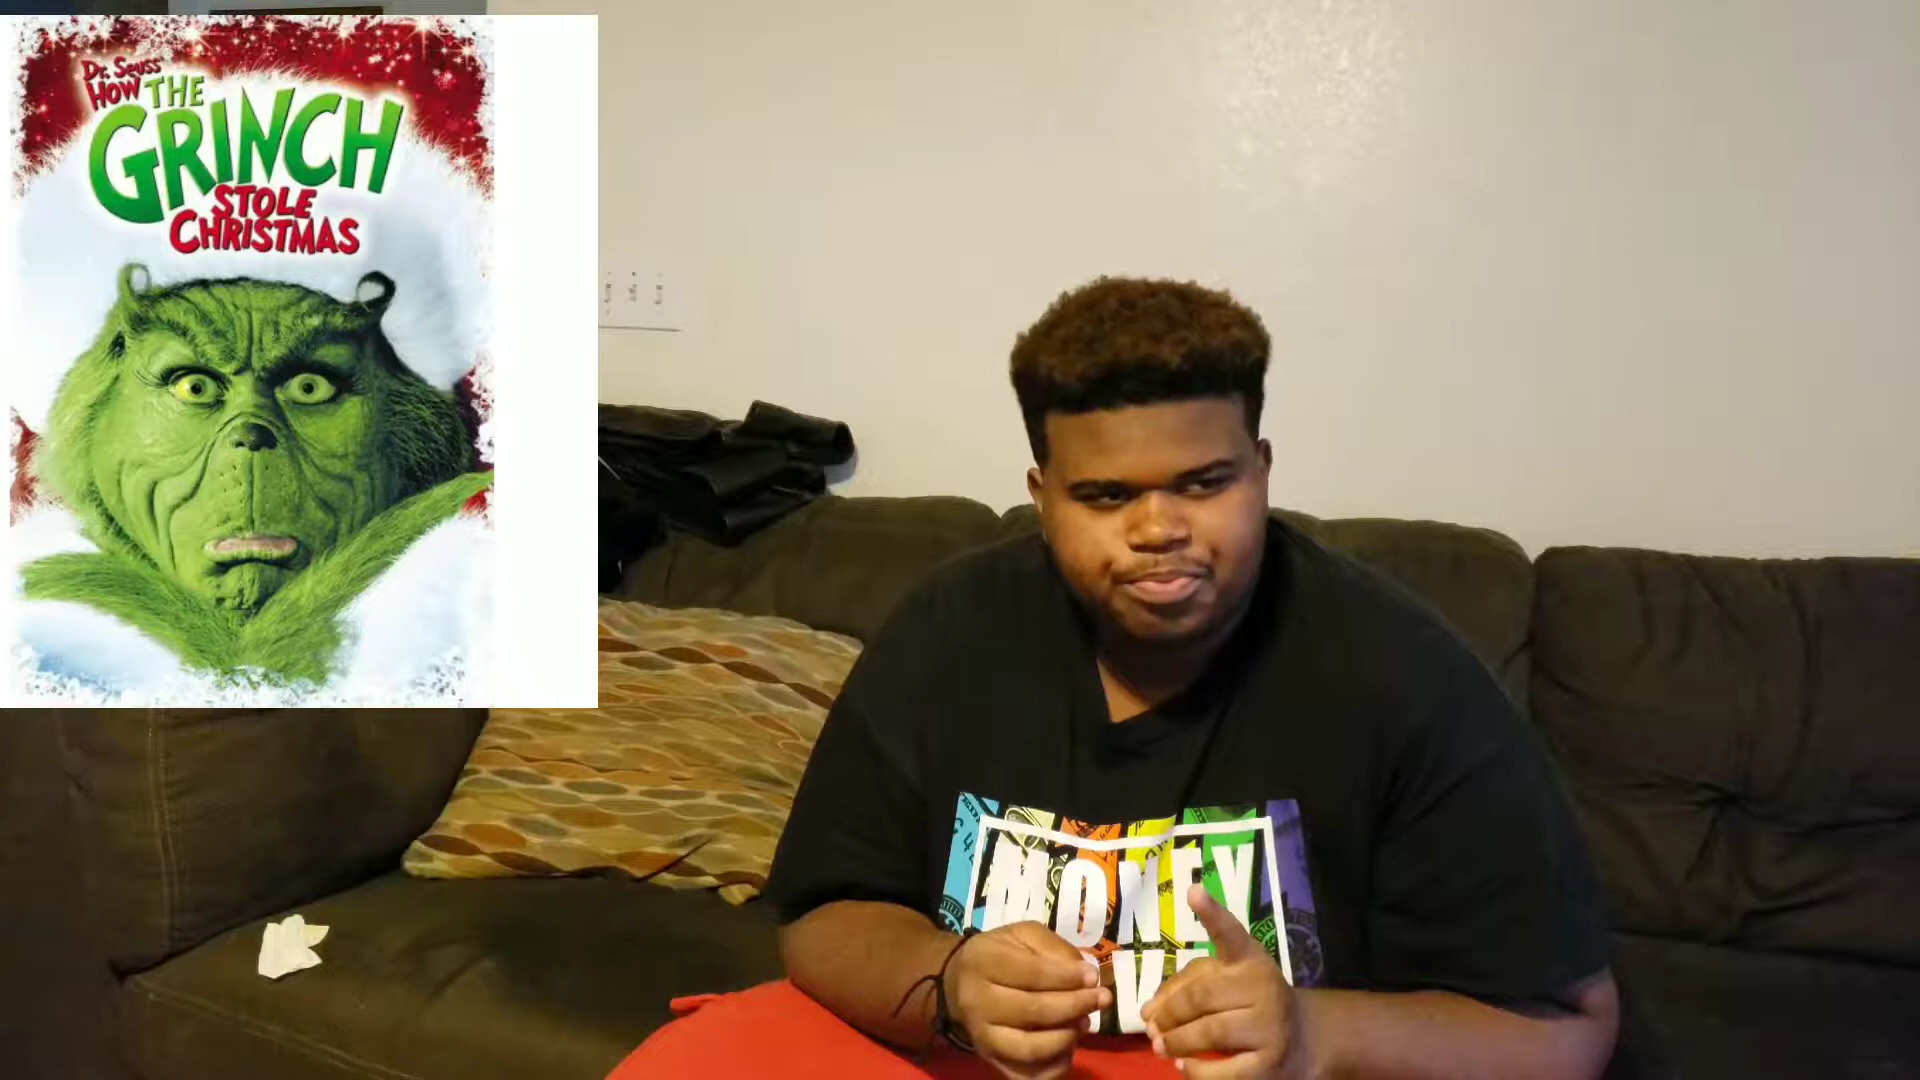 Dr. Seuss
HOW THE
GRINCH
STOLE
CHRISTMAS
MONEY